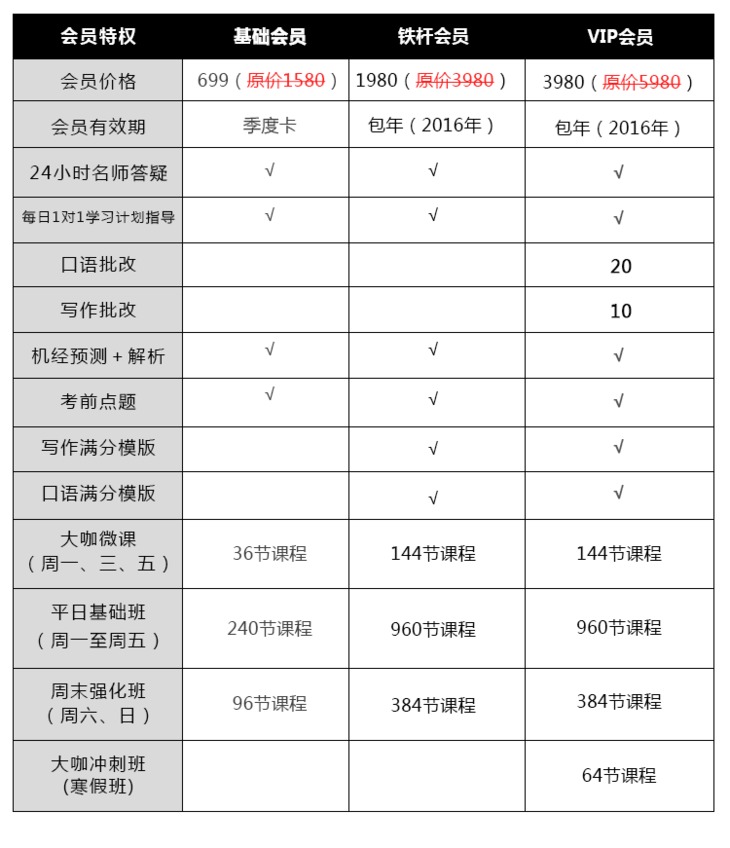 会员特权 基础会员 铁杆会员 VIP会员
会员价格 699（原价1580） 1980（原价3980） 3980（原价5980）
会员有效期 季度卡 包年（2016年） 包年（2016年）
24小时名师答疑 √ √ √
每日1对1学习计划指导 √ √ √
口语批改 20
写作批改 10
机经预测+解析 √ √ √
考前点题 √ √ √
写作满分模版 √ √
口语满分模版 √ √
大咖微课
（周一、三、五） 36节课程 144节课程 144节课程
平日基础班
（周一至周五） 240节课程 960节课程 960节课程
周末强化班
（周六、日） 96节课程 384节课程 384节课程
大咖冲刺班
(寒假班) 64节课程